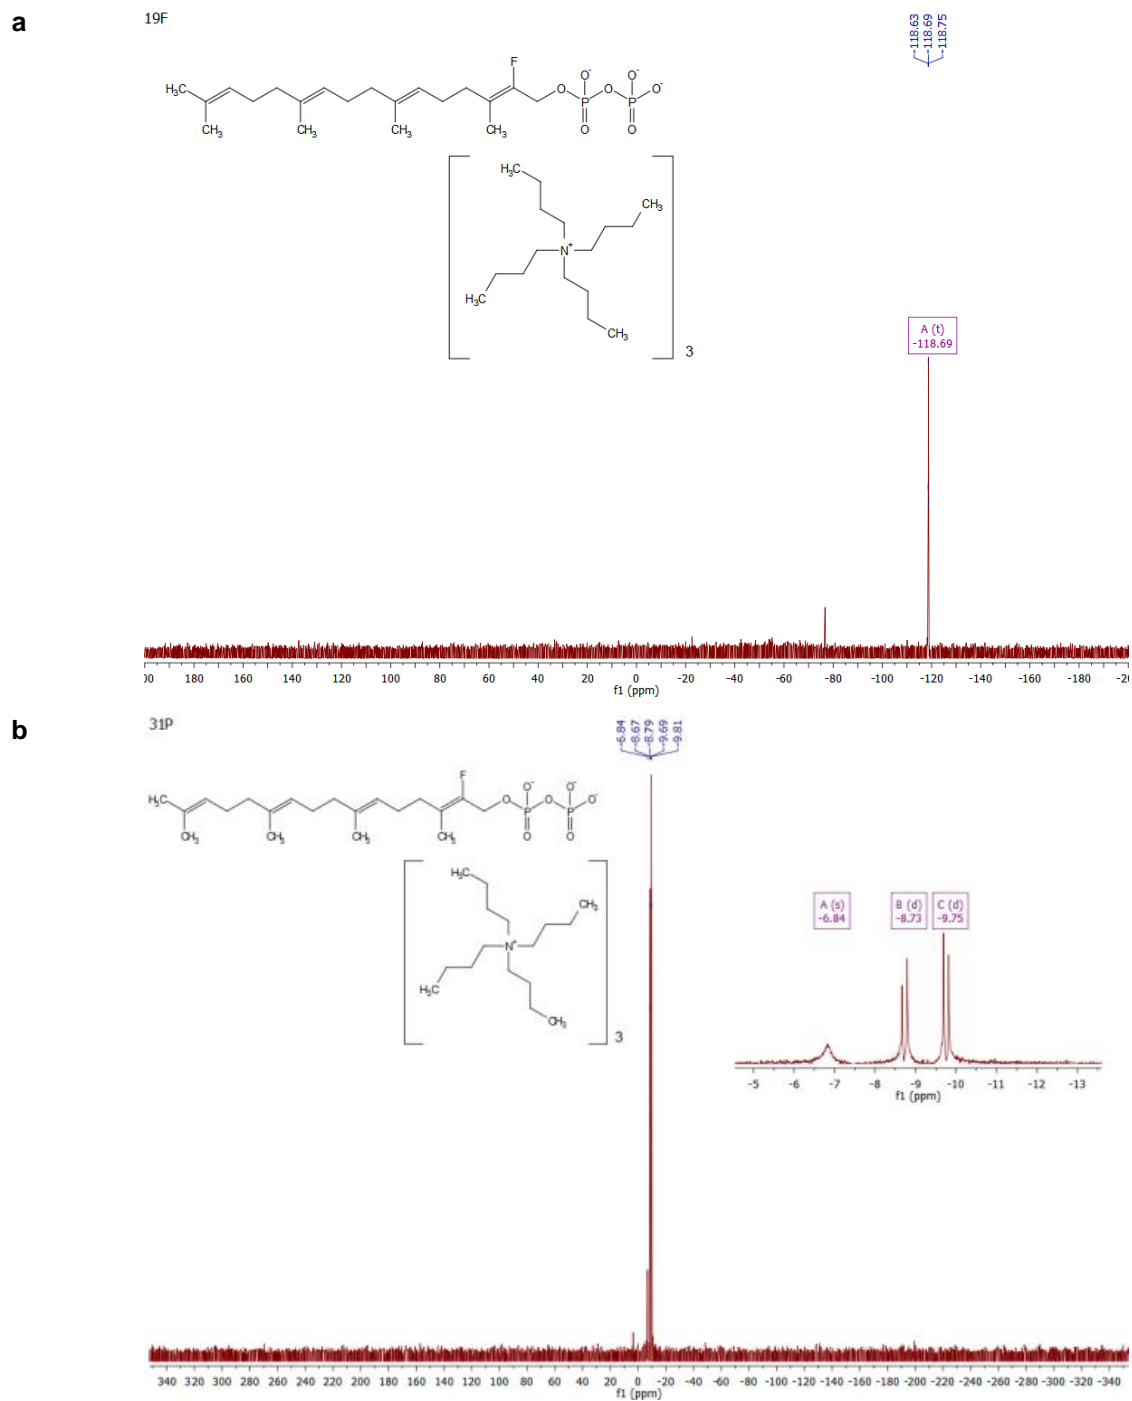 a
19F
-118.63
-118.69
-118.75
F
O
O⁻
O
O⁻
O⁻
P
P
H₃C
CH₃
CH₃
CH₃
CH₃
O
O
H₃C
CH₃
N⁺
H₃C
CH₃
3
A (t)
-118.69
00 180 160 140 120 100 80 60 40 20 0 -20 -40 -60 -80 -100 -120 -140 -160 -180 -20
f1 (ppm)
b
31P
-6.84
-8.67
-8.79
-9.69
-9.81
F
O
O⁻
O
O⁻
O⁻
P
P
H₃C
CH₃
CH₃
CH₃
CH₃
O
O
H₃C
CH₃
N⁺
H₃C
CH₃
3
A (s)
-6.84
B (d)
-8.73
C (d)
-9.75
-5 -6 -7 -8 -9 -10 -11 -12 -13
f1 (ppm)
340 320 300 280 260 240 220 200 180 160 140 120 100 80 60 40 20 0 -20 -40 -60 -80 -100 -120 -140 -160 -180 -200 -220 -240 -260 -280 -300 -320 -340
f1 (ppm)